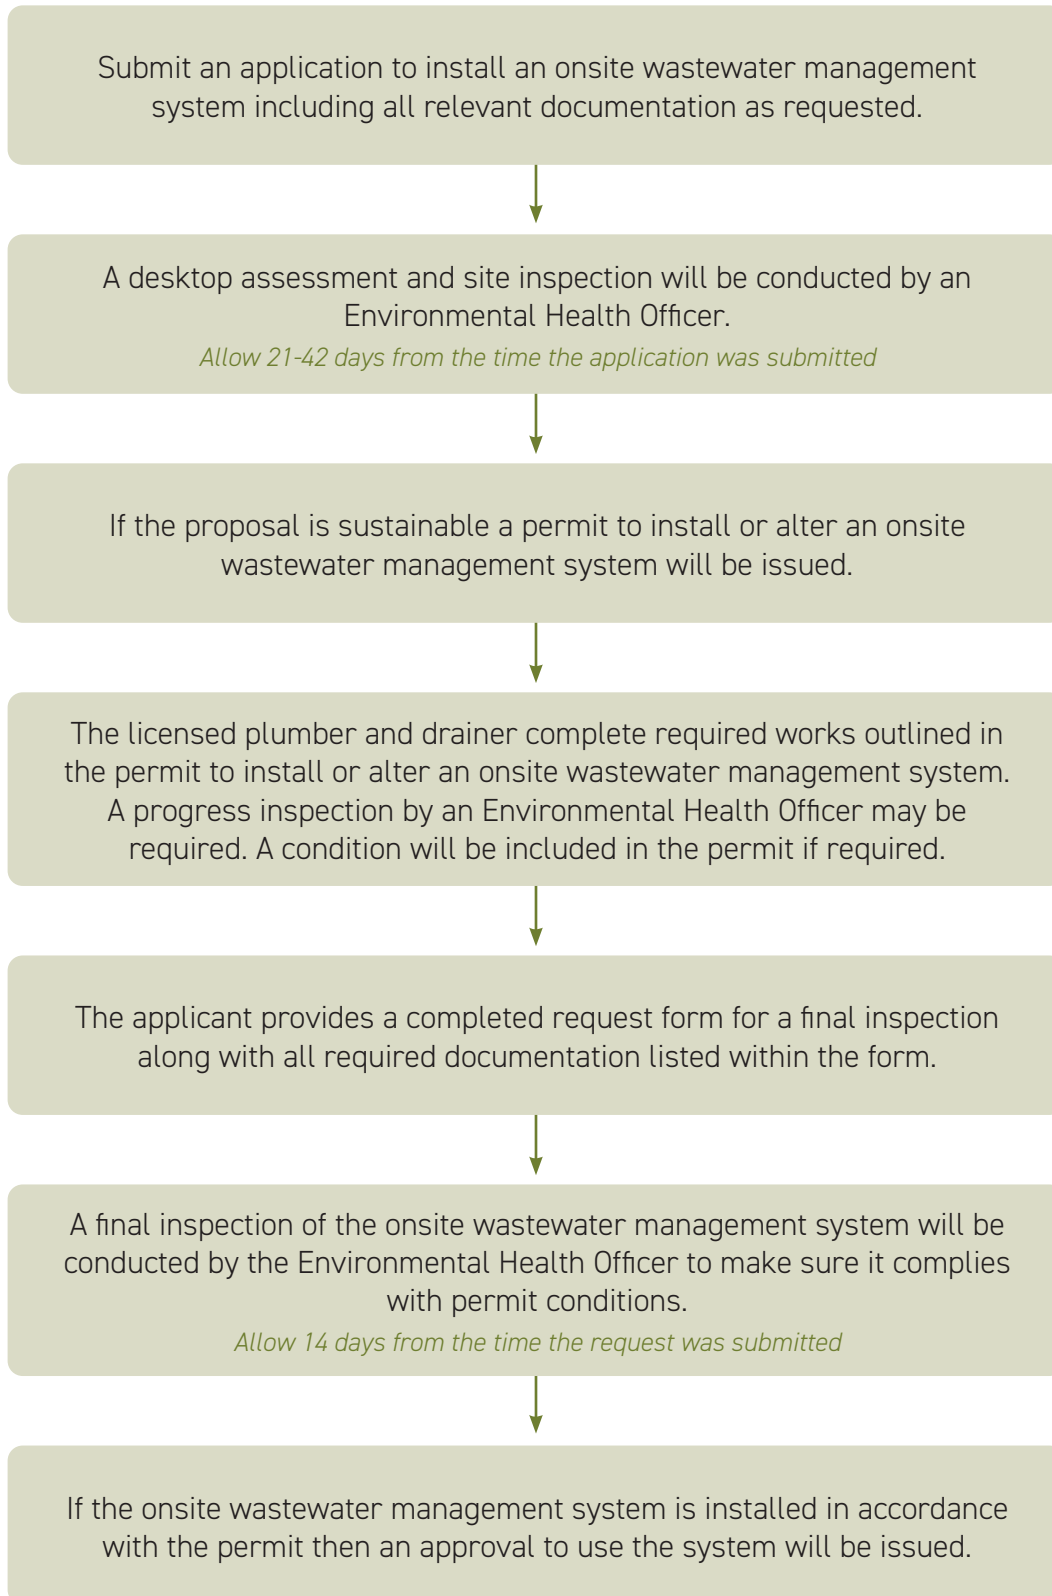 Submit an application to install an onsite wastewater management
system including all relevant documentation as requested.
A desktop assessment and site inspection will be conducted by an
Environmental Health Officer.
Allow 21-42 days from the time the application was submitted
If the proposal is sustainable a permit to install or alter an onsite
wastewater management system will be issued.
The licensed plumber and drainer complete required works outlined in
the permit to install or alter an onsite wastewater management system.
A progress inspection by an Environmental Health Officer may be
required. A condition will be included in the permit if required.
The applicant provides a completed request form for a final inspection
along with all required documentation listed within the form.
A final inspection of the onsite wastewater management system will be
conducted by the Environmental Health Officer to make sure it complies
with permit conditions.
Allow 14 days from the time the request was submitted
If the onsite wastewater management system is installed in accordance
with the permit then an approval to use the system will be issued.